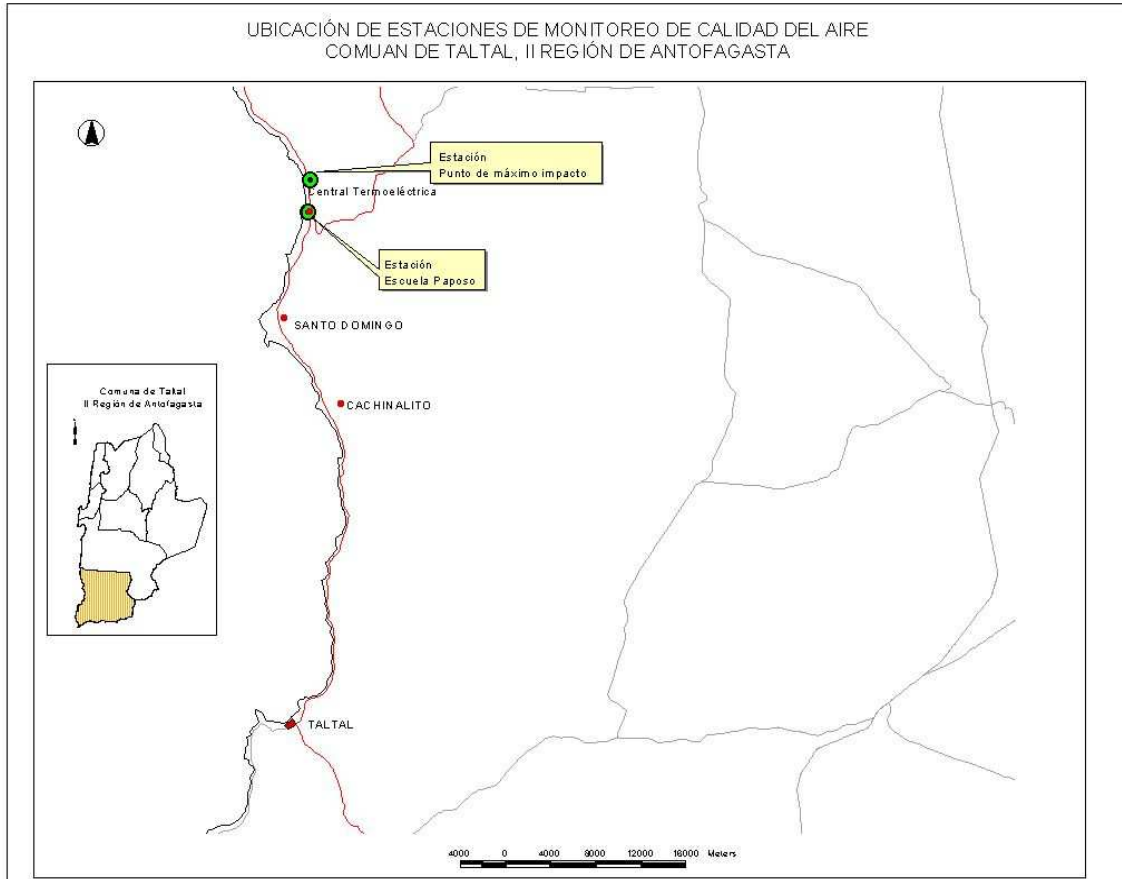 UBICACIÓN DE ESTACIONES DE MONITOREO DE CALIDAD DEL AIRE
COMUAN DE TALTAL, II REGIÓN DE ANTOFAGASTA
Estación
Punto de máximo impacto
Central Termoeléctrica
Estación
Escuela Paposo
SANTO DOMINGO
CACHINALITO
Comuna de Taltal
II Región de Antofagasta
TALTAL
4000 0 4000 8000 12000 16000 Meters